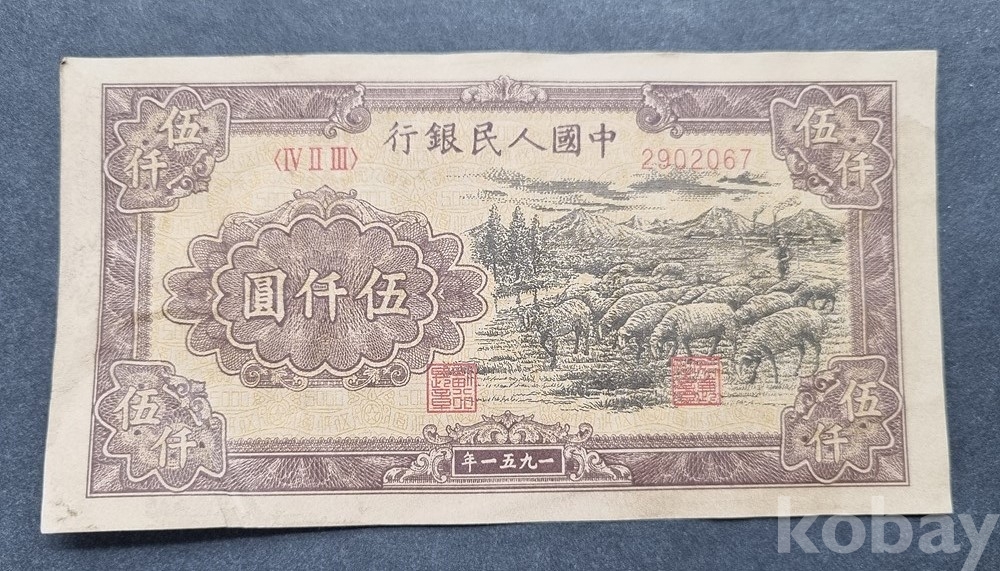 伍仟
伍仟
中國人民銀行
〈IV II III〉
2902067
伍仟圓
伍仟
伍仟
一九五一年
kobay